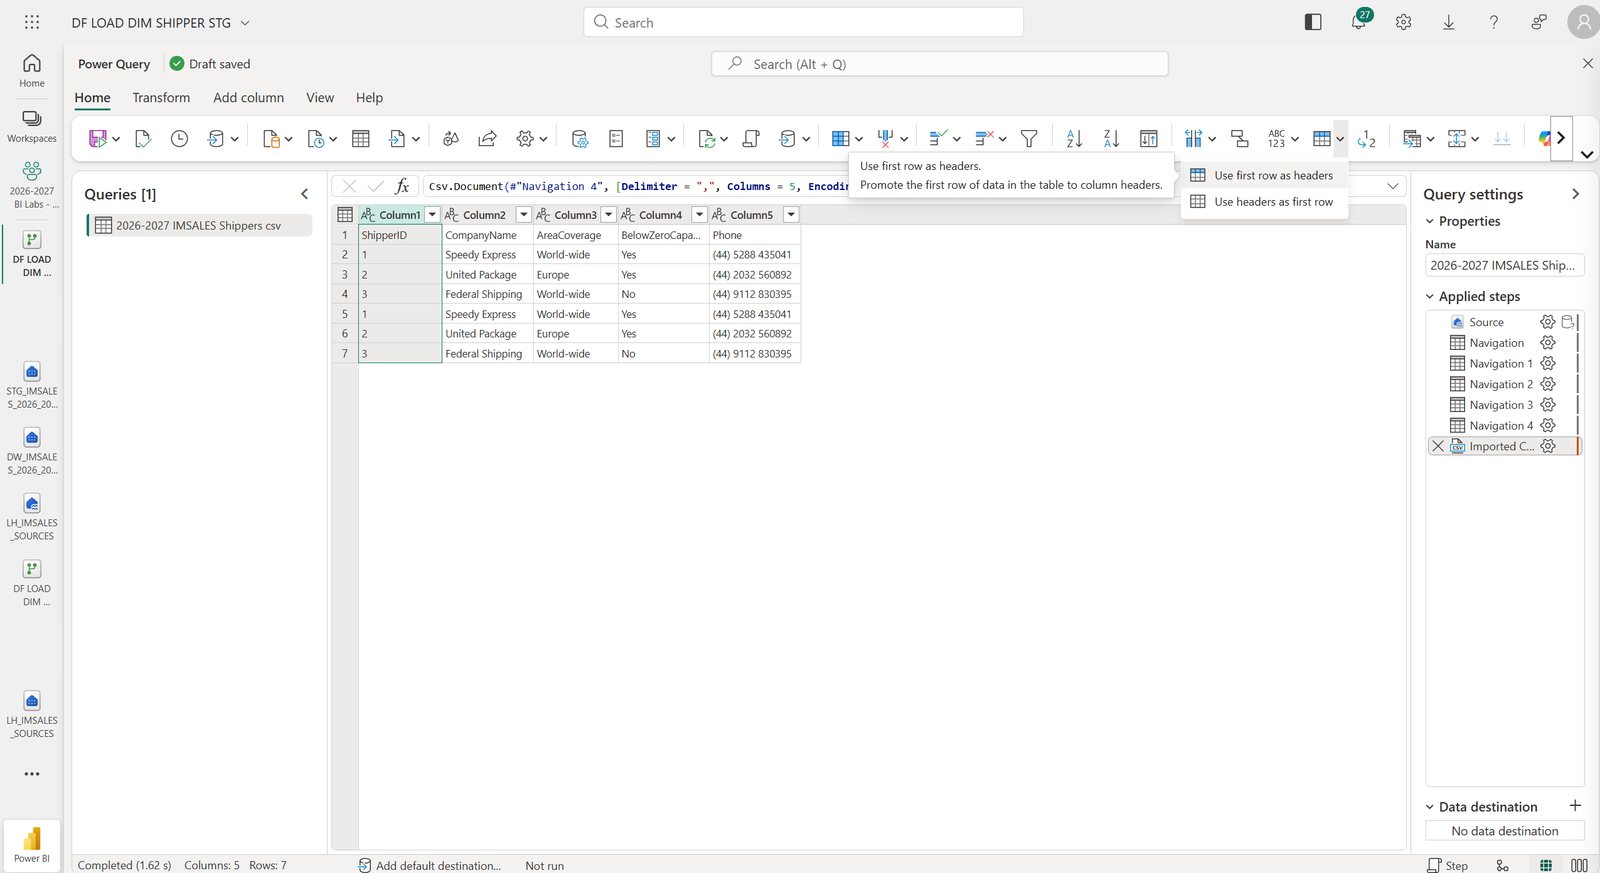 DF LOAD DIM SHIPPER STG
Search
27
Power Query
Draft saved
Search (Alt + Q)
Home
Transform
Add column
View
Help
Home
Workspaces
2026-2027
BI Labs - ...
DF LOAD
DIM ...
STG_IMSALE
S_2026_20...
DW_IMSALE
S_2026_20...
LH_IMSALES
_SOURCES
DF LOAD
DIM ...
LH_IMSALES
_SOURCES
Power BI
Queries [1]
2026-2027 IMSALES Shippers csv
fx
Csv.Document(#"Navigation 4", [Delimiter = ",", Columns = 5, Encodin
Use first row as headers.
Promote the first row of data in the table to column headers.
Use first row as headers
Use headers as first row
ABC Column1 ABC Column2 ABC Column3 ABC Column4 ABC Column5
1 ShipperID CompanyName AreaCoverage BelowZeroCapa... Phone
2 1 Speedy Express World-wide Yes (44) 5288 435041
3 2 United Package Europe Yes (44) 2032 560892
4 3 Federal Shipping World-wide No (44) 9112 830395
5 1 Speedy Express World-wide Yes (44) 5288 435041
6 2 United Package Europe Yes (44) 2032 560892
7 3 Federal Shipping World-wide No (44) 9112 830395
Query settings
Properties
Name
2026-2027 IMSALES Ship...
Applied steps
Source
Navigation
Navigation 1
Navigation 2
Navigation 3
Navigation 4
Imported C...
Data destination
No data destination
Completed (1.62 s) Columns: 5 Rows: 7
Add default destination...
Not run
Step